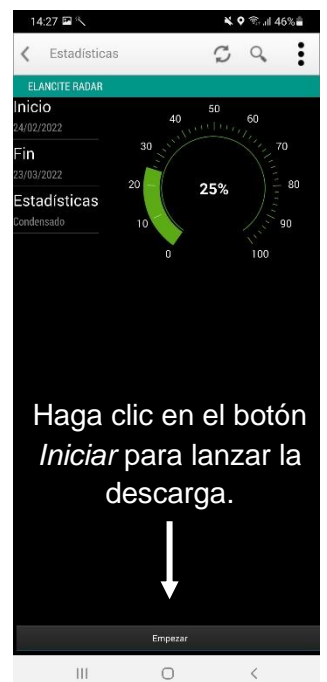 14:27 46%
Estadísticas
ELANCITE RADAR
Inicio
24/02/2022
Fin
23/03/2022
Estadísticas
Condensado
0
10
20
30
40
50
60
70
80
90
100
25%
Haga clic en el botón
Iniciar para lanzar la
descarga.
Empezar